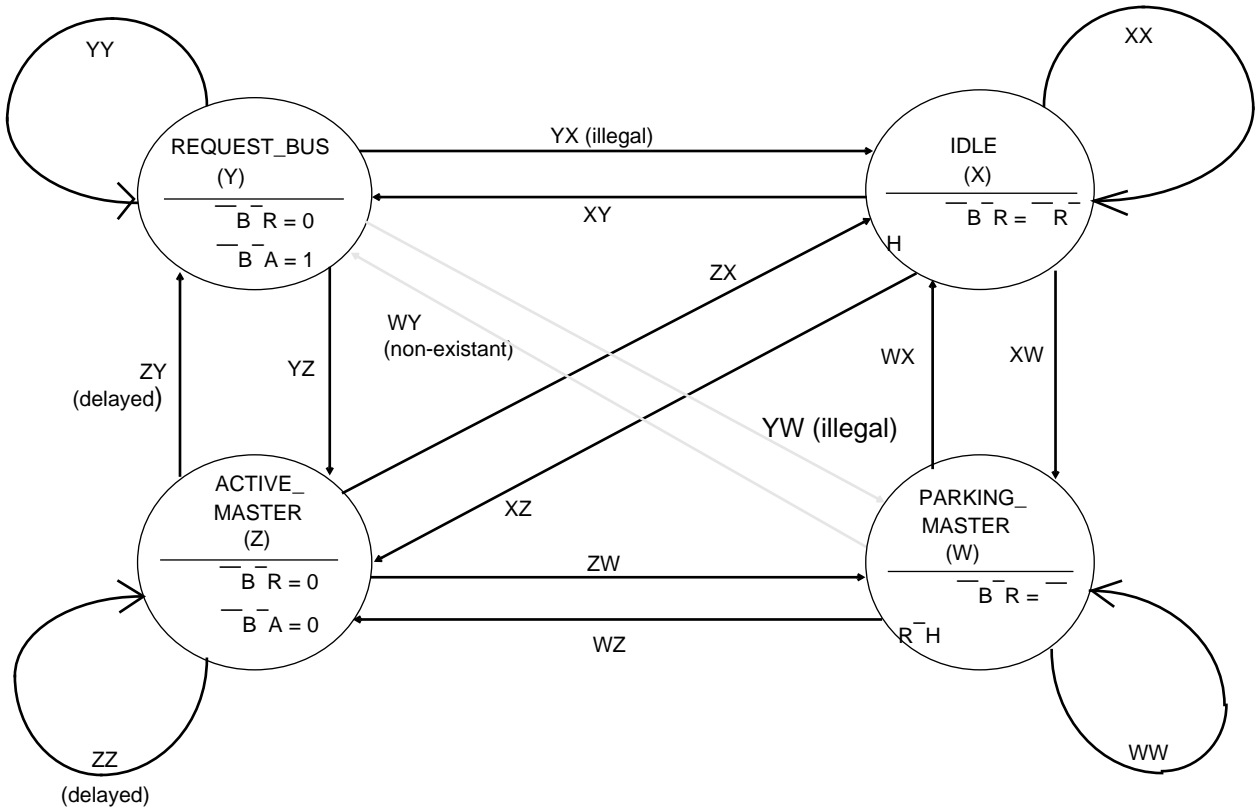 YY
XX
REQUEST_BUS
(Y)
B R = 0
B A = 1
YX (illegal)
XY
IDLE
(X)
B R = R
H
ZX
WY
(non-existant)
YZ
ZY
(delayed)
WX
XW
YW (illegal)
XZ
ACTIVE_
MASTER
(Z)
B R = 0
B A = 0
ZW
WZ
PARKING_
MASTER
(W)
B R =
R H
ZZ
(delayed)
WW